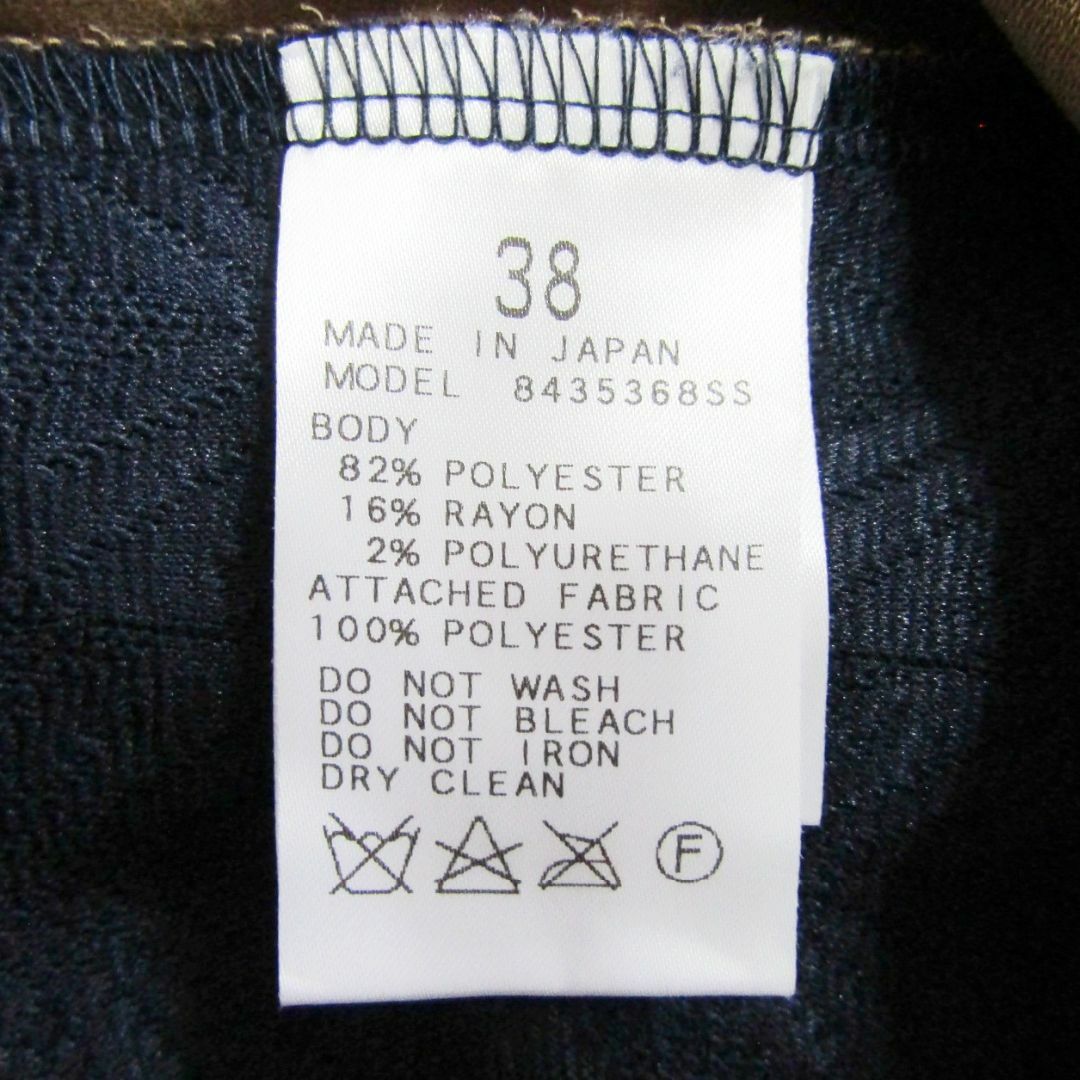 38
MADE IN JAPAN
MODEL 8435368SS
BODY
82% POLYESTER
16% RAYON
2% POLYURETHANE
ATTACHED FABRIC
100% POLYESTER
DO NOT WASH
DO NOT BLEACH
DO NOT IRON
DRY CLEAN
F